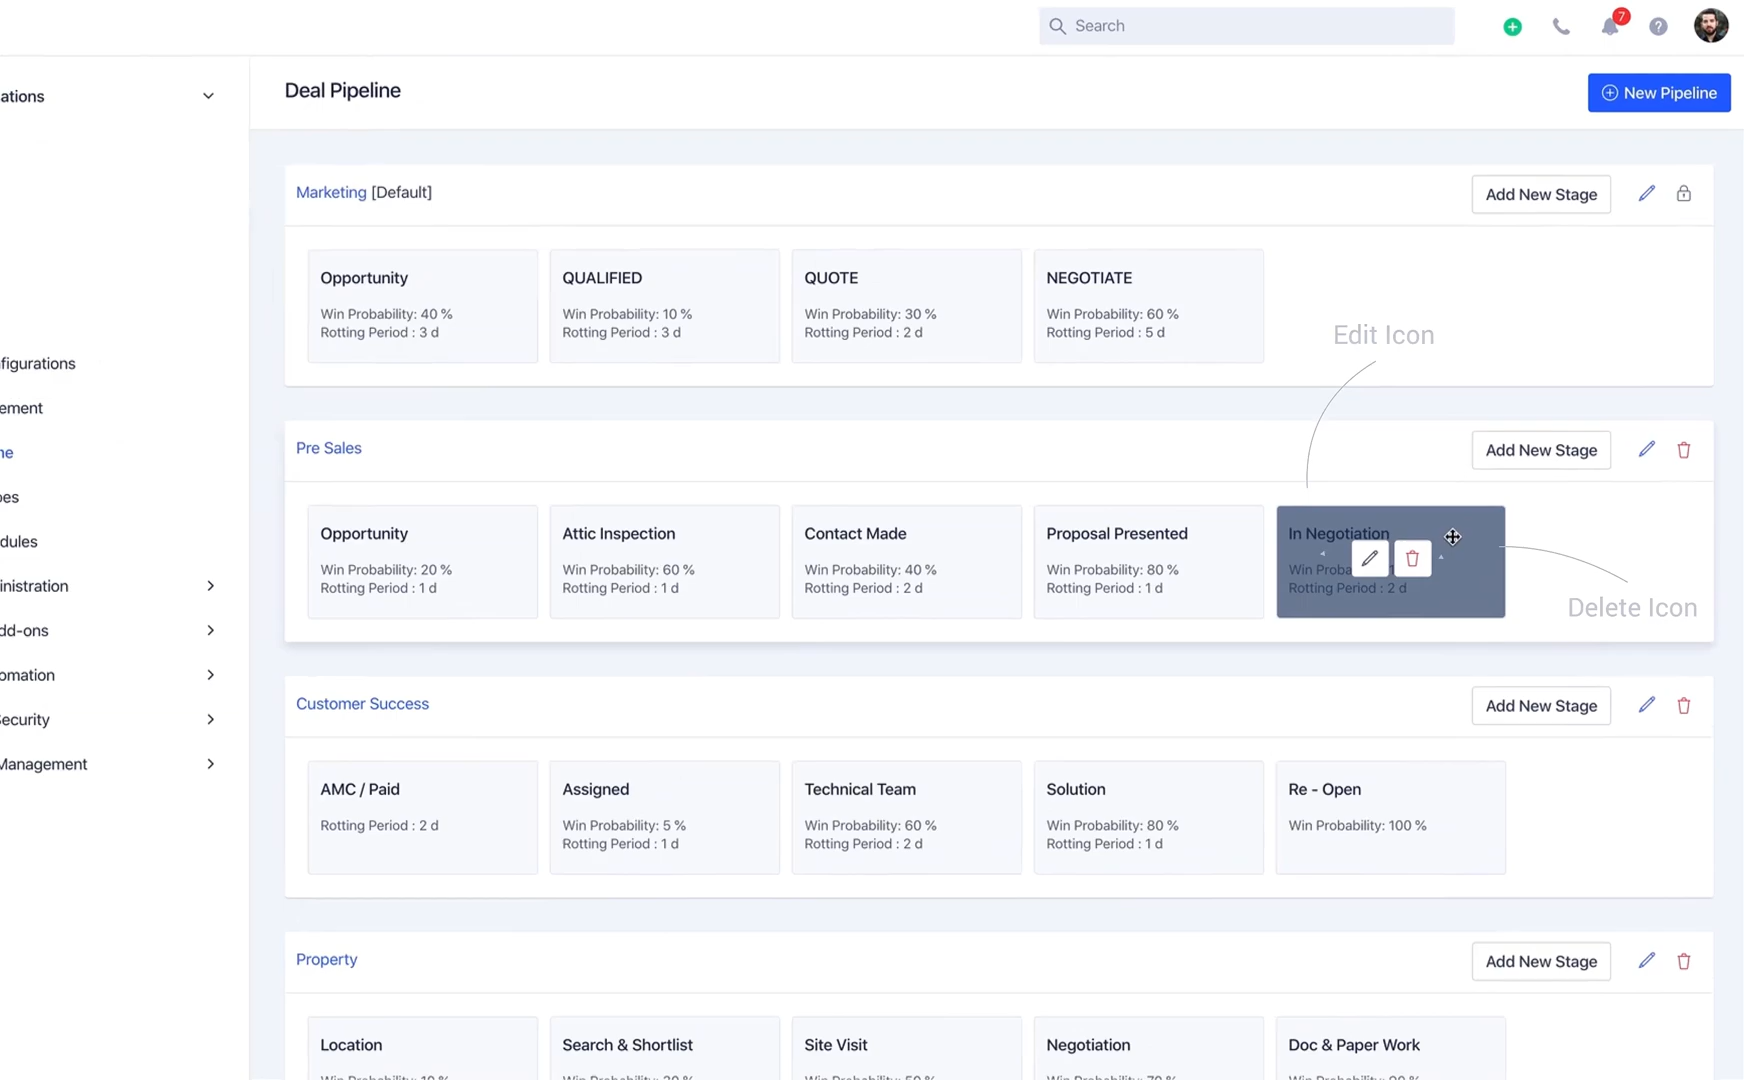 Search
7
ations
Deal Pipeline
New Pipeline
Marketing [Default]
Add New Stage
Opportunity
Win Probability: 40 %
Rotting Period : 3 d
QUALIFIED
Win Probability: 10 %
Rotting Period : 3 d
QUOTE
Win Probability: 30 %
Rotting Period : 2 d
NEGOTIATE
Win Probability: 60 %
Rotting Period : 5 d
Edit Icon
figurations
ement
ne
oes
dules
inistration
dd-ons
omation
Security
Management
Pre Sales
Add New Stage
Opportunity
Win Probability: 20 %
Rotting Period : 1 d
Attic Inspection
Win Probability: 60 %
Rotting Period : 1 d
Contact Made
Win Probability: 40 %
Rotting Period : 2 d
Proposal Presented
Win Probability: 80 %
Rotting Period : 1 d
In Negotiation
Win Proba
Rotting Period : 2 d
Delete Icon
Customer Success
Add New Stage
AMC / Paid
Rotting Period : 2 d
Assigned
Win Probability: 5 %
Rotting Period : 1 d
Technical Team
Win Probability: 60 %
Rotting Period : 2 d
Solution
Win Probability: 80 %
Rotting Period : 1 d
Re - Open
Win Probability: 100 %
Property
Add New Stage
Location
Search & Shortlist
Site Visit
Negotiation
Doc & Paper Work